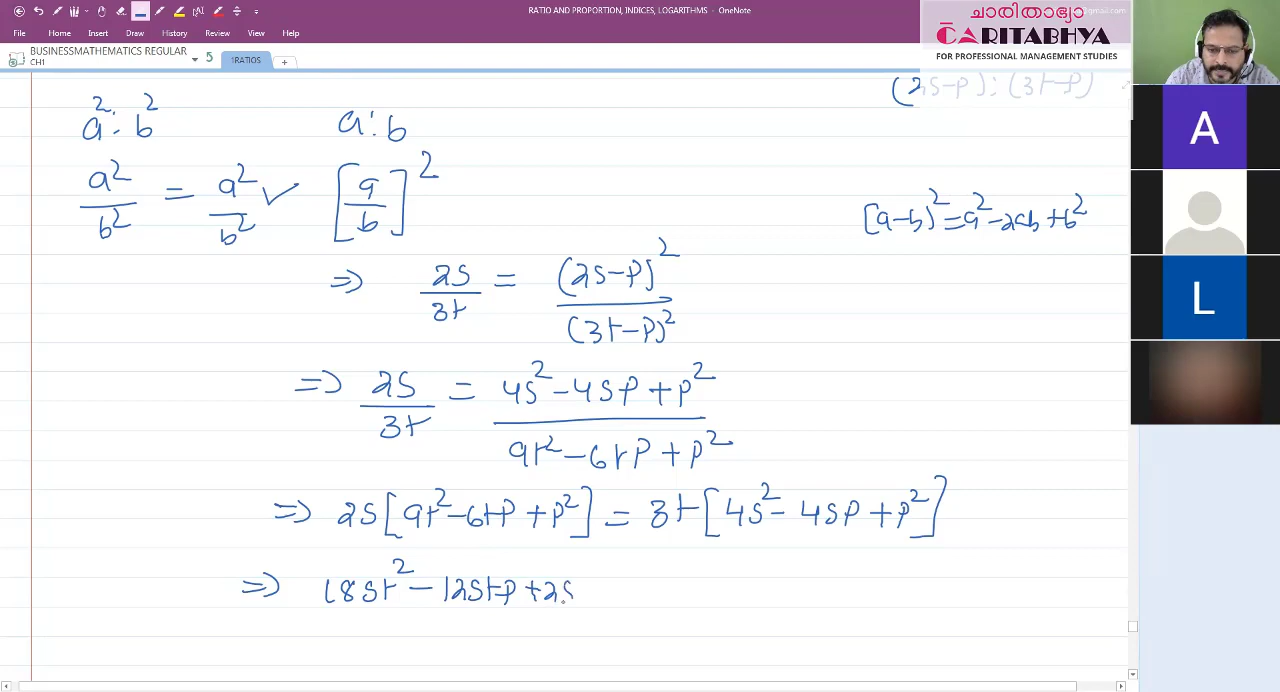 RATIO AND PROPORTION, INDICES, LOGARITHMS - OneNote
ചാരിതാഭ്യാ
@gmail.com
CARITABHYA
FOR PROFESSIONAL MANAGEMENT STUDIES
File Home Insert Draw History Review View Help
BUSINESSMATHEMATICS REGULAR
CH1
5
1RATIOS
(2s-p) : (3t-p)
a² : b² a : b
a²/b² = a²/b² ✓ [a/b]²
[a-b]² = a² - 2ab + b²
⇒ 2s/3t = (2s-p)²/(3t-p)²
⇒ 2s/3t = 4s² - 4sp + p²/9t² - 6tp + p²
⇒ 2s[9t² - 6tp + p²] = 3t[4s² - 4sp + p²]
⇒ 18st² - 12stp + 2s
A
L